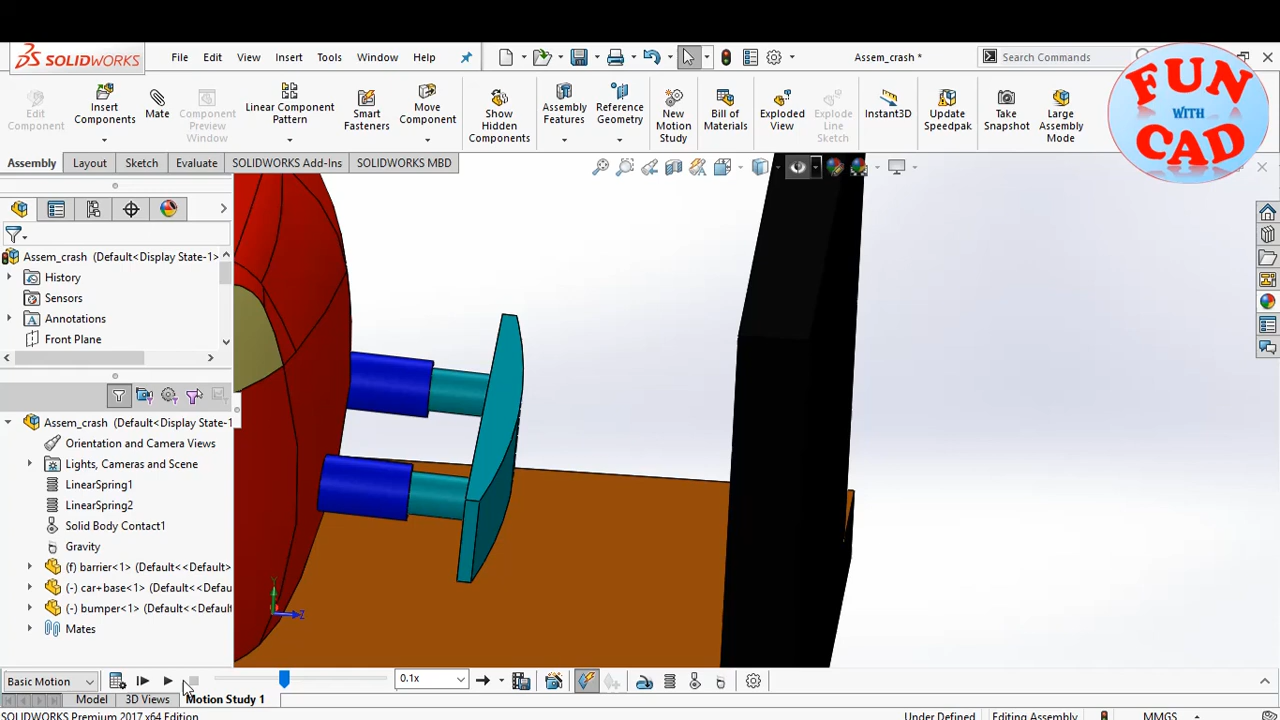 SOLIDWORKS File Edit View Insert Tools Window Help Assem_crash * Search Commands
Edit Component
Insert Components
Mate
Component Preview Window
Linear Component Pattern
Smart Fasteners
Move Component
Show Hidden Components
Assembly Features
Reference Geometry
New Motion Study
Bill of Materials
Exploded View
Explode Line Sketch
Instant3D
Update Speedpak
Take Snapshot
Large Assembly Mode
FUN
WITH
CAD
Assembly Layout Sketch Evaluate SOLIDWORKS Add-Ins SOLIDWORKS MBD
Assem_crash (Default<Display State-1>
History
Sensors
Annotations
Front Plane
Assem_crash (Default<Display State-1
Orientation and Camera Views
Lights, Cameras and Scene
LinearSpring1
LinearSpring2
Solid Body Contact1
Gravity
(f) barrier<1> (Default<<Default>
(-) car+base<1> (Default<<Defau
(-) bumper<1> (Default<<Default
Mates
Y
Z
Basic Motion 0.1x
Model 3D Views Motion Study 1
SOLIDWORKS Premium 2017 x64 Edition Under Defined Editing Assembly MMGS